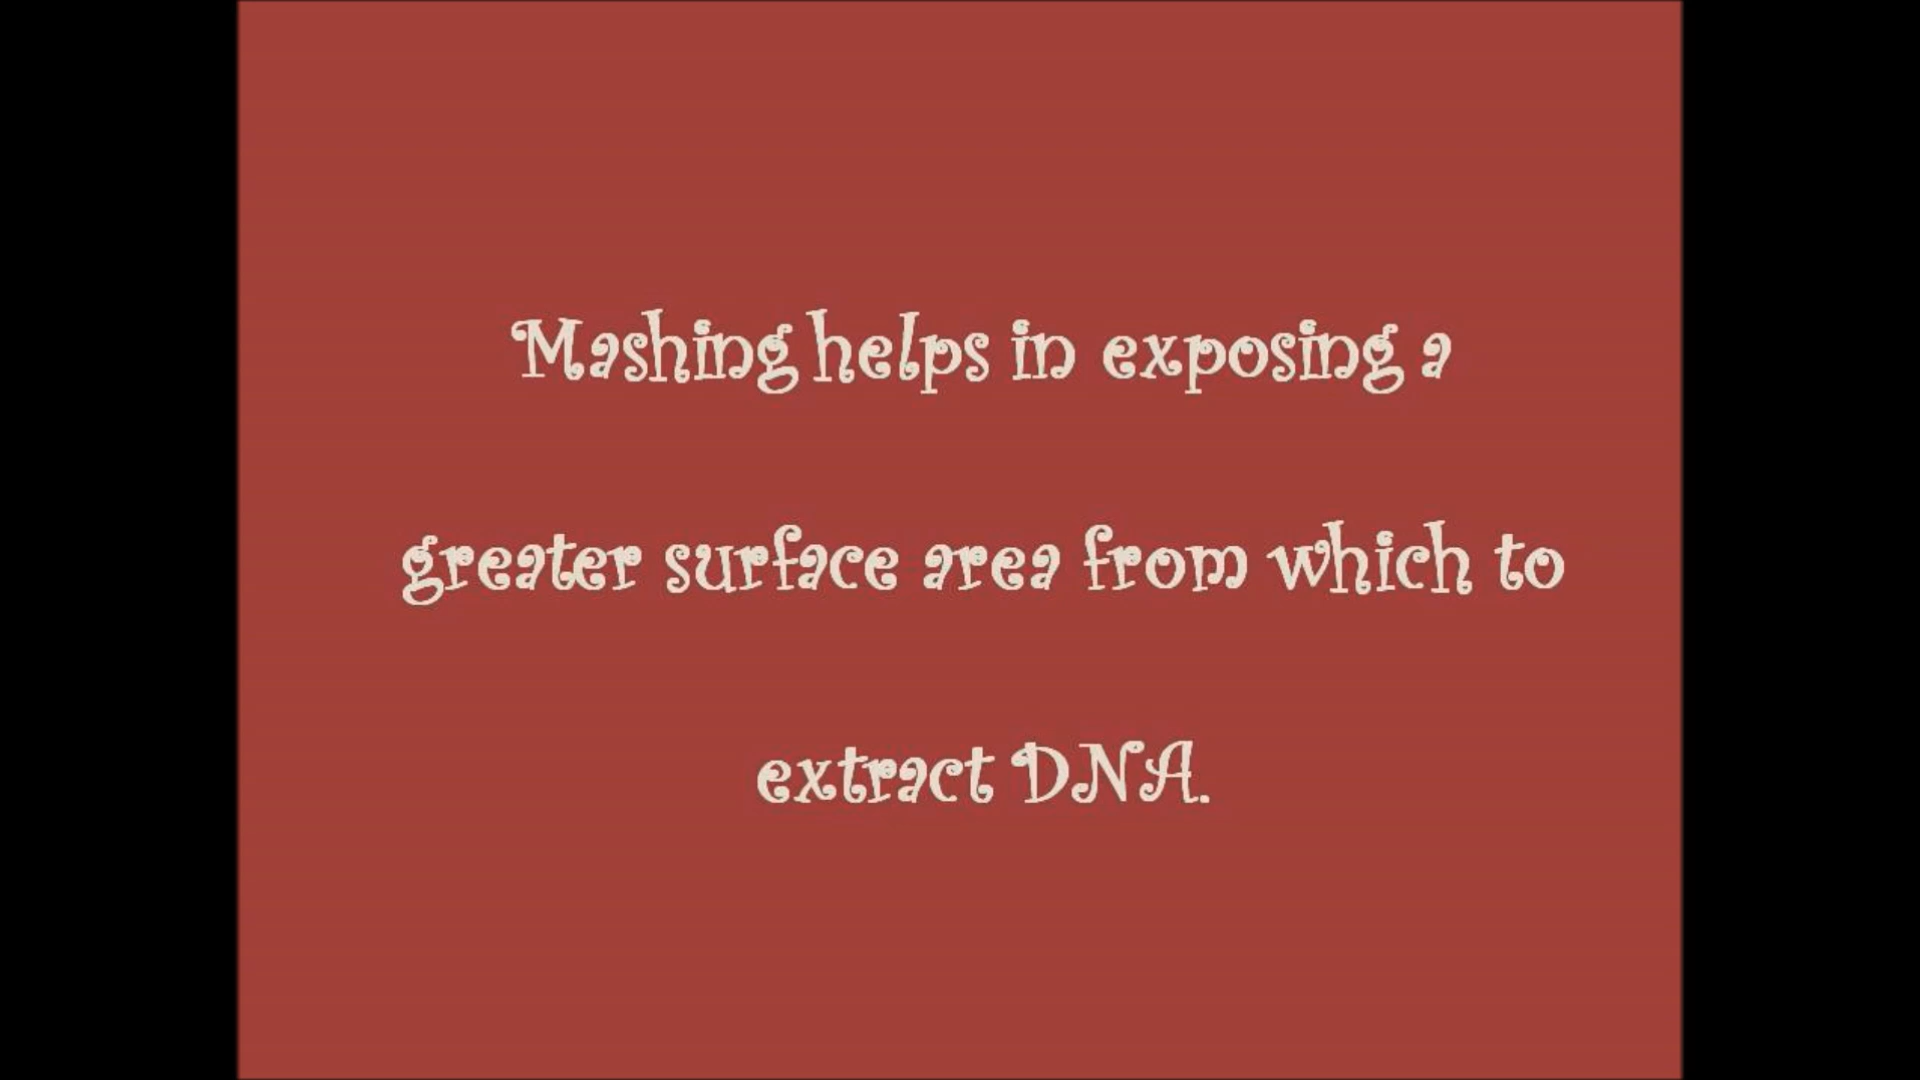 Mashing helps in exposing a
greater surface area from which to
extract DNA.